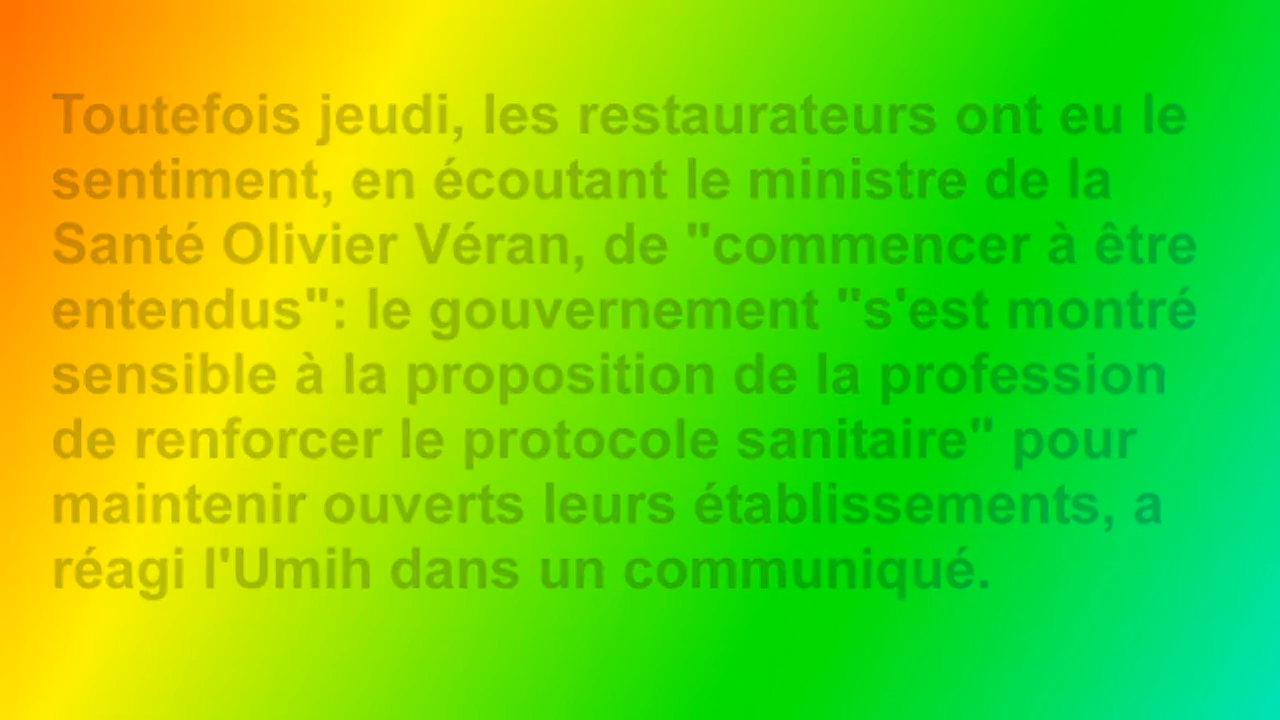 Toutefois jeudi, les restaurateurs ont eu le
sentiment, en écoutant le ministre de la
Santé Olivier Véran, de "commencer à être
entendus": le gouvernement "s'est montré
sensible à la proposition de la profession
de renforcer le protocole sanitaire" pour
maintenir ouverts leurs établissements, a
réagi l'Umih dans un communiqué.